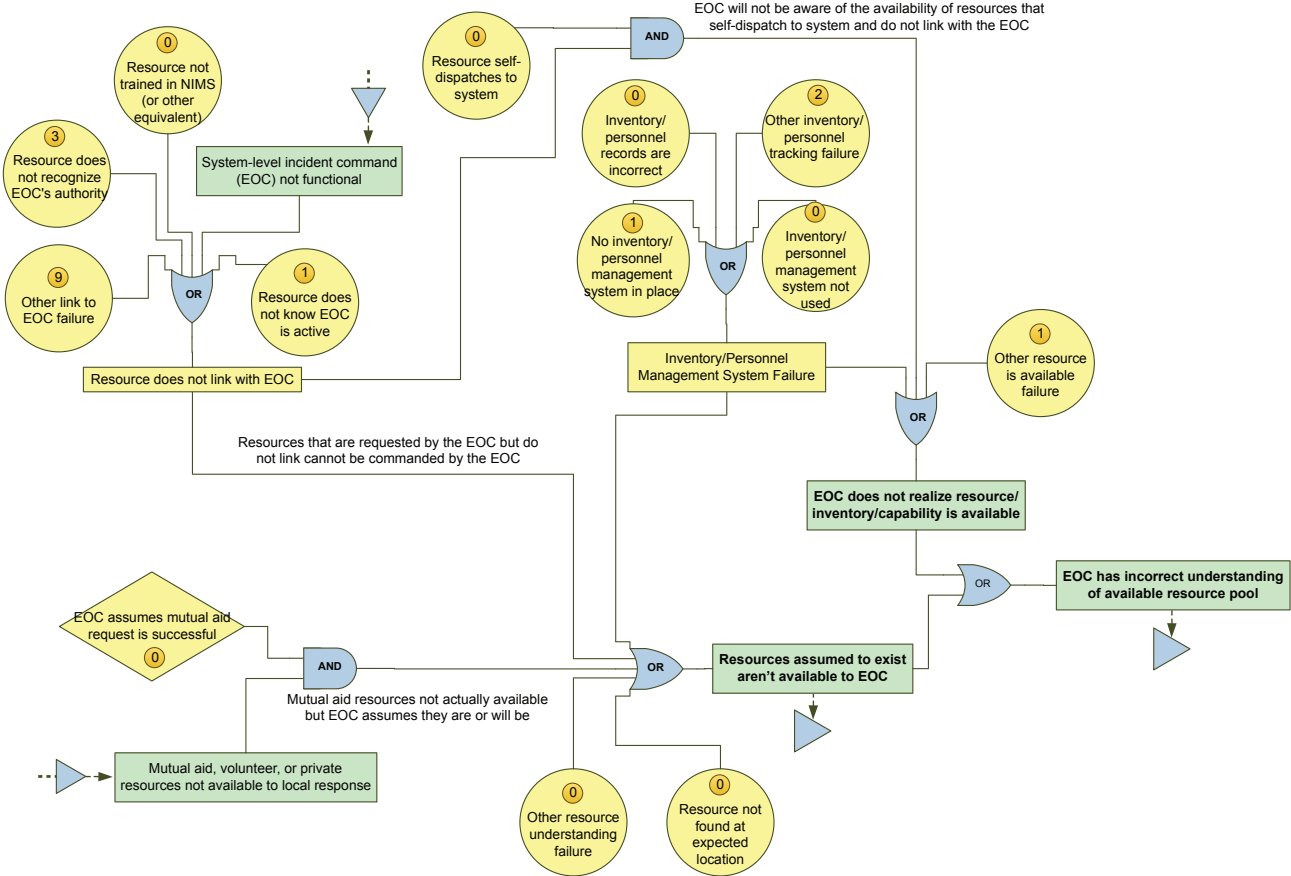 EOC will not be aware of the availability of resources that
self-dispatch to system and do not link with the EOC
0
Resource not
trained in NIMS
(or other
equivalent)
0
Resource self-
dispatches to
system
AND
3
Resource does
not recognize
EOC's authority
System-level incident command
(EOC) not functional
0
Inventory/
personnel
records are
incorrect
2
Other inventory/
personnel
tracking failure
9
Other link to
EOC failure
OR
1
Resource does
not know EOC
is active
1
No inventory/
personnel
management
system in place
OR
0
Inventory/
personnel
management
system not
used
Resource does not link with EOC
Inventory/Personnel
Management System Failure
1
Other resource
is available
failure
OR
Resources that are requested by the EOC but do
not link cannot be commanded by the EOC
EOC does not realize resource/
inventory/capability is available
OR
EOC has incorrect understanding
of available resource pool
EOC assumes mutual aid
request is successful
0
AND
OR
Resources assumed to exist
aren't available to EOC
Mutual aid resources not actually available
but EOC assumes they are or will be
Mutual aid, volunteer, or private
resources not available to local response
0
Other resource
understanding
failure
0
Resource not
found at
expected
location